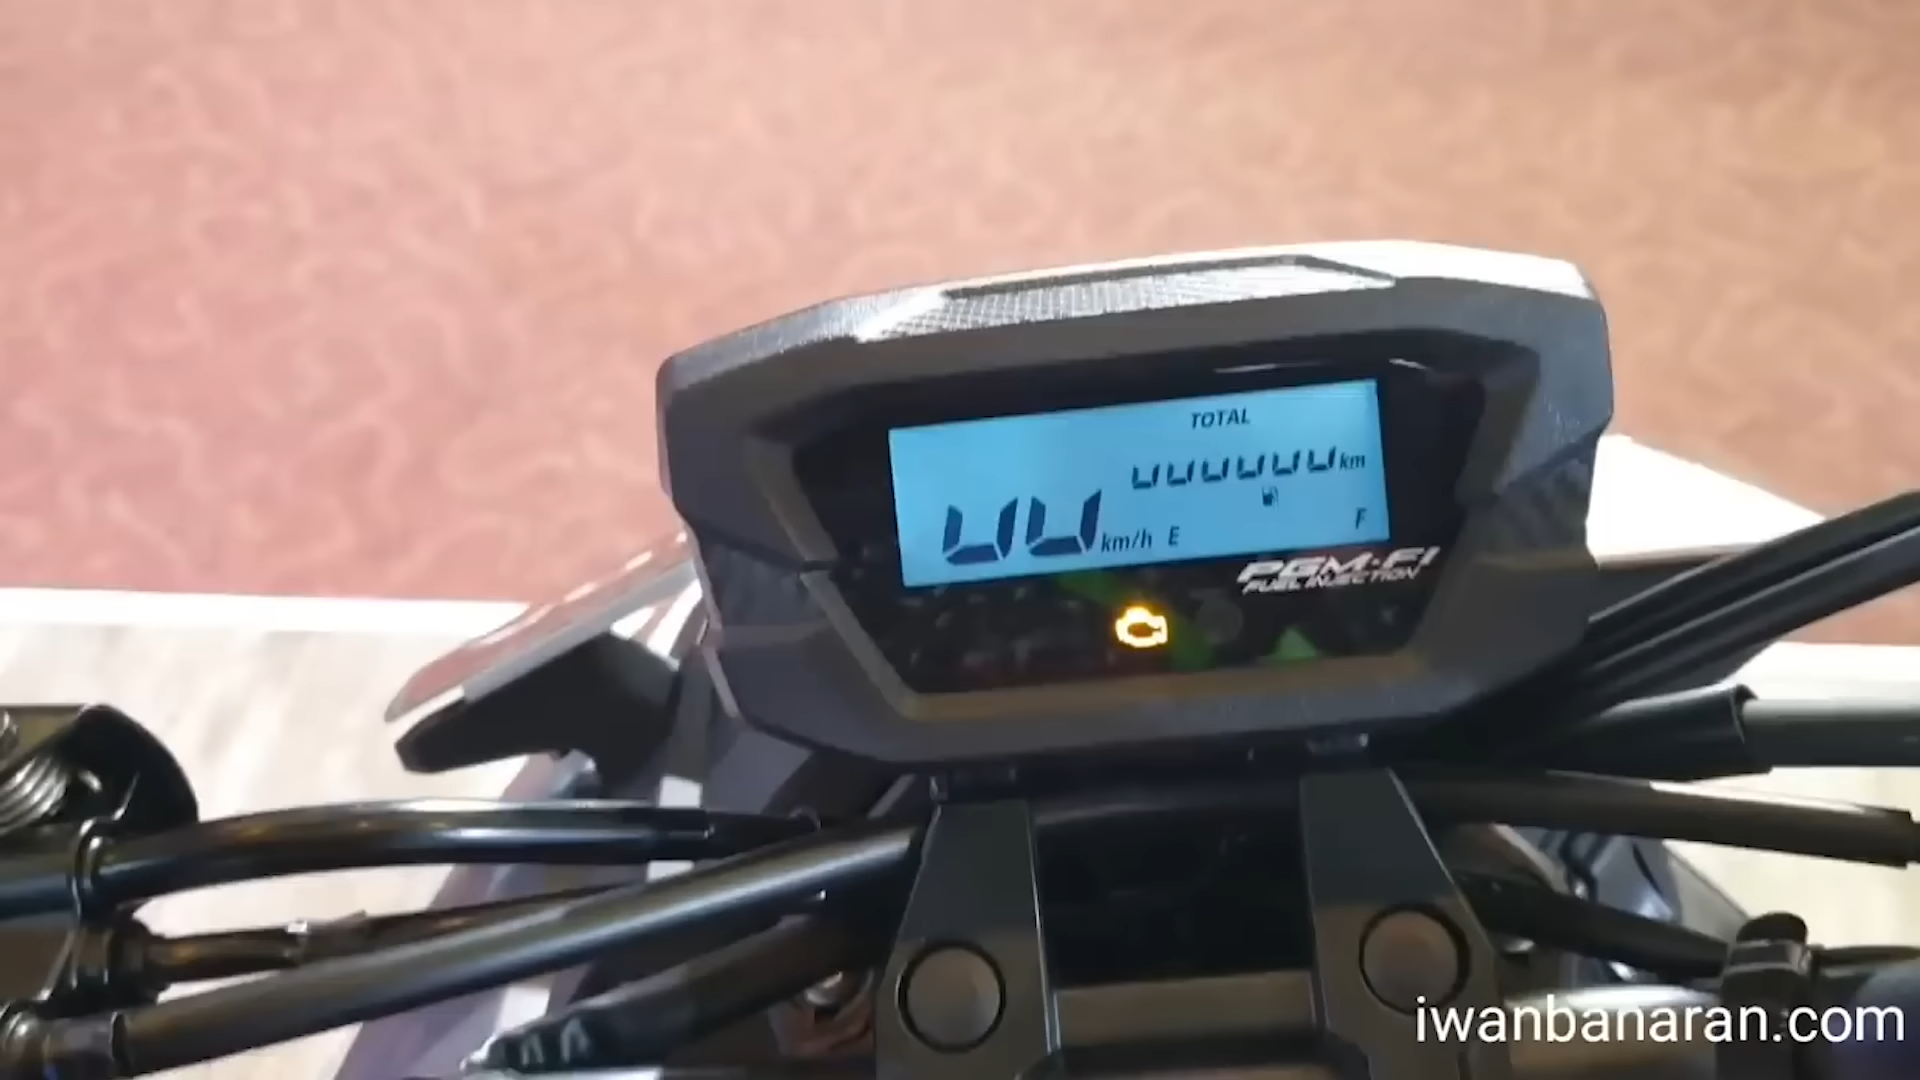 TOTAL
km
km/h E F
PGM-FI
FUEL INJECTION
iwanbanaran.com